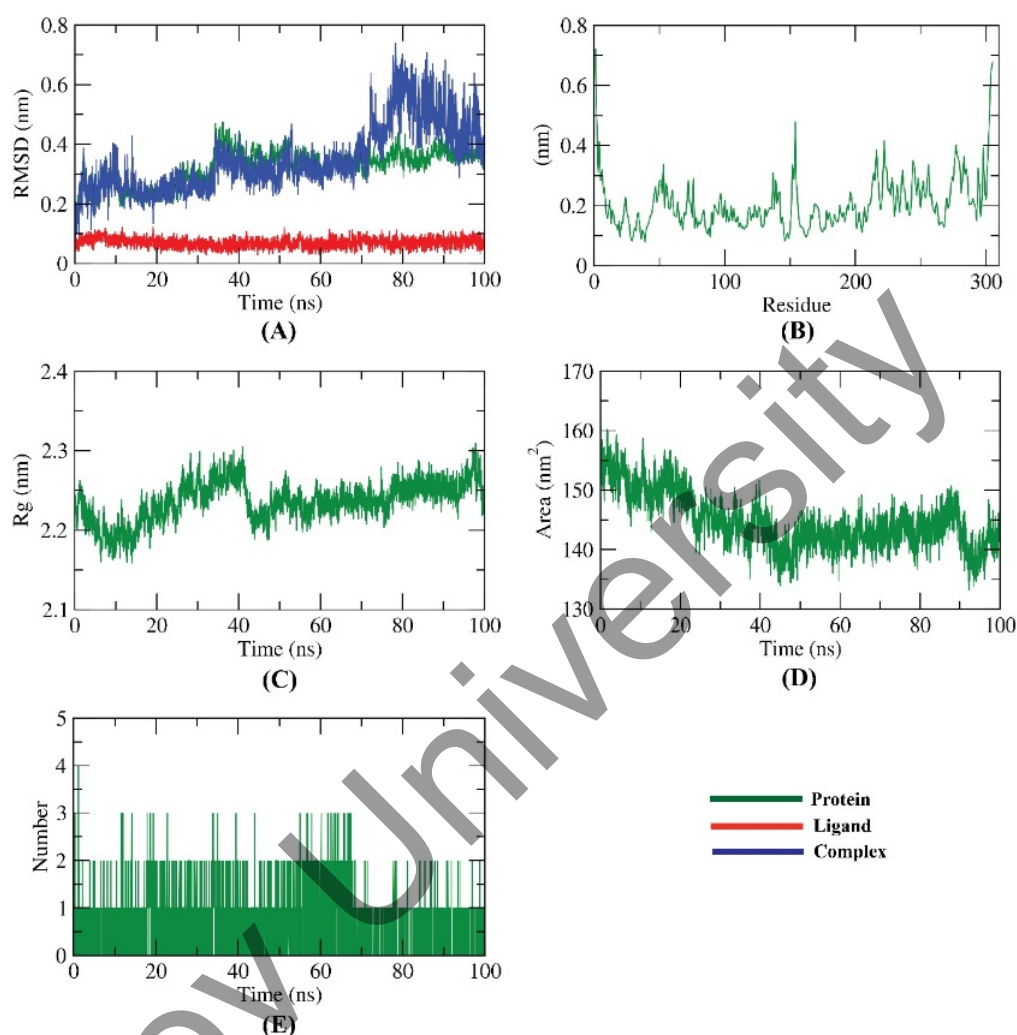 0.8
0.6
0.4
0.2
0
RMSD (nm)
0 20 40 60 80 100
Time (ns)
(A)
0.8
0.6
0.4
0.2
0
(nm)
0 100 200 300
Residue
(B)
2.4
2.3
2.2
2.1
Rg (nm)
0 20 40 60 80 100
Time (ns)
(C)
170
160
150
140
130
Area (nm²)
0 20 40 60 80 100
Time (ns)
(D)
5
4
3
2
1
0
Number
0 20 40 60 80 100
Time (ns)
(E)
Protein
Ligand
Complex
University